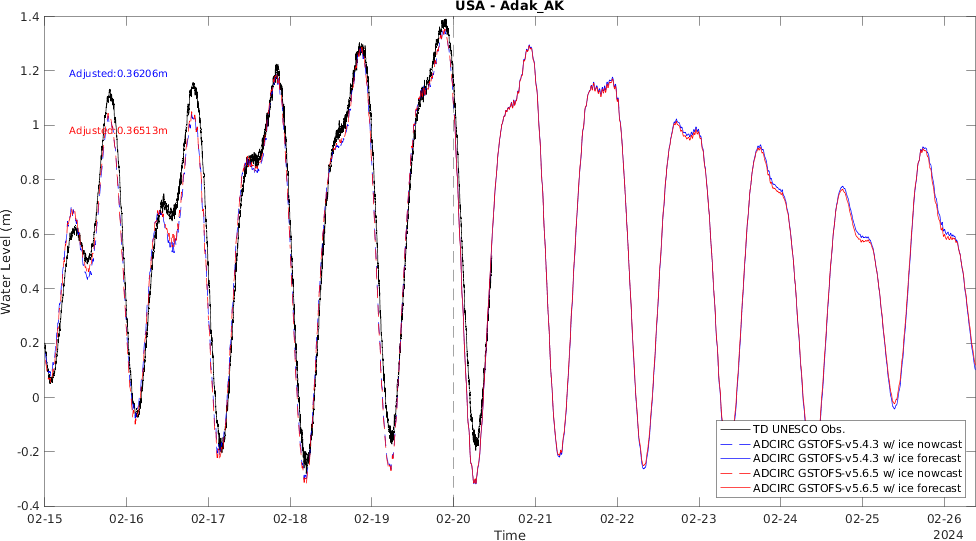 USA - Adak_AK
1.4
1.2
1
0.8
0.6
0.4
0.2
0
-0.2
-0.4
Water Level (m)
Adjusted:0.36206m
Adjusted:0.36513m
TD UNESCO Obs.
ADCIRC GSTOFS-v5.4.3 w/ ice nowcast
ADCIRC GSTOFS-v5.4.3 w/ ice forecast
ADCIRC GSTOFS-v5.6.5 w/ ice nowcast
ADCIRC GSTOFS-v5.6.5 w/ ice forecast
02-15 02-16 02-17 02-18 02-19 02-20 02-21 02-22 02-23 02-24 02-25 02-26
Time
2024